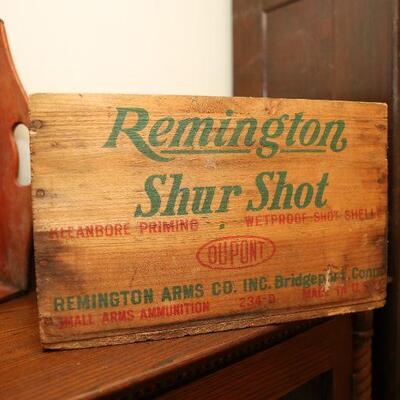 Remington
Shur Shot
KLEANBORE PRIMING · WETPROOF SHOT SHELLS
DUPONT
REMINGTON ARMS CO. INC. Bridgeport, Conn.
SMALL ARMS AMMUNITION 234-D MADE IN U.S.